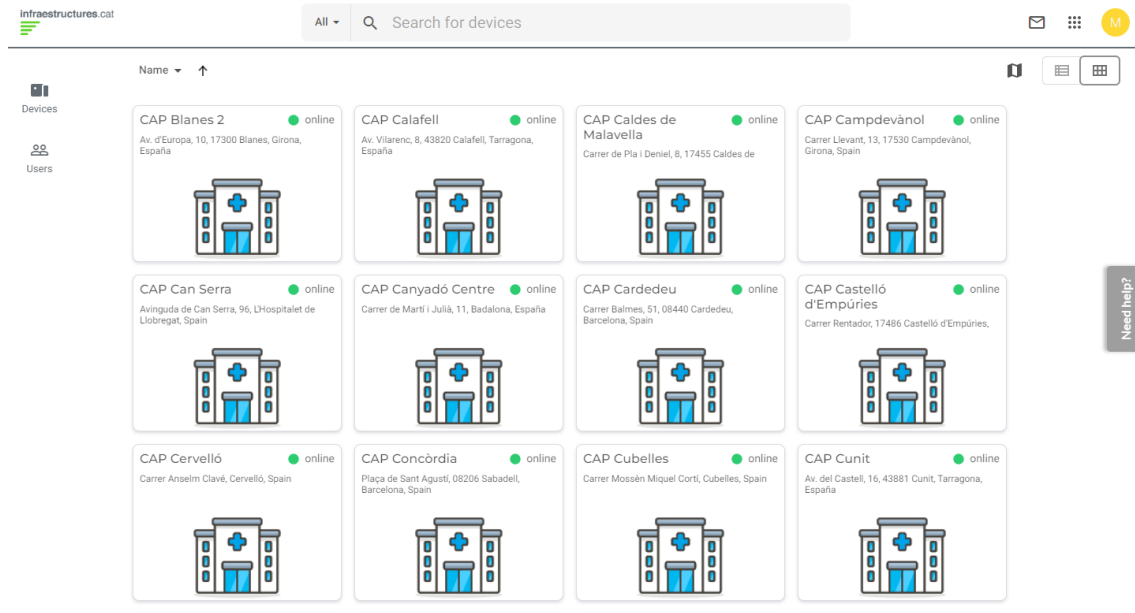 infraestructures.cat
All
Search for devices
M
Name
Devices
Users
CAP Blanes 2
online
Av. d'Europa, 10, 17300 Blanes, Girona,
España
CAP Calafell
online
Av. Vilarenc, 8, 43820 Calafell, Tarragona,
España
CAP Caldes de
Malavella
online
Carrer de Pla i Deniel, 8, 17455 Caldes de
CAP Campdevànol
online
Carrer Llevant, 13, 17530 Campdevànol,
Girona, Spain
CAP Can Serra
online
Avinguda de Can Serra, 96, L'Hospitalet de
Llobregat, Spain
CAP Canyadó Centre
online
Carrer de Martí i Julià, 11, Badalona, España
CAP Cardedeu
online
Carrer Balmes, 51, 08440 Cardedeu,
Barcelona, Spain
CAP Castelló
d'Empúries
online
Carrer Rentador, 17486 Castelló d'Empúries,
Need help?
CAP Cervelló
online
Carrer Anselm Clavé, Cervelló, Spain
CAP Concòrdia
online
Plaça de Sant Agustí, 08206 Sabadell,
Barcelona, Spain
CAP Cubelles
online
Carrer Mossèn Miquel Cortí, Cubelles, Spain
CAP Cunit
online
Av. del Castell, 16, 43881 Cunit, Tarragona,
España